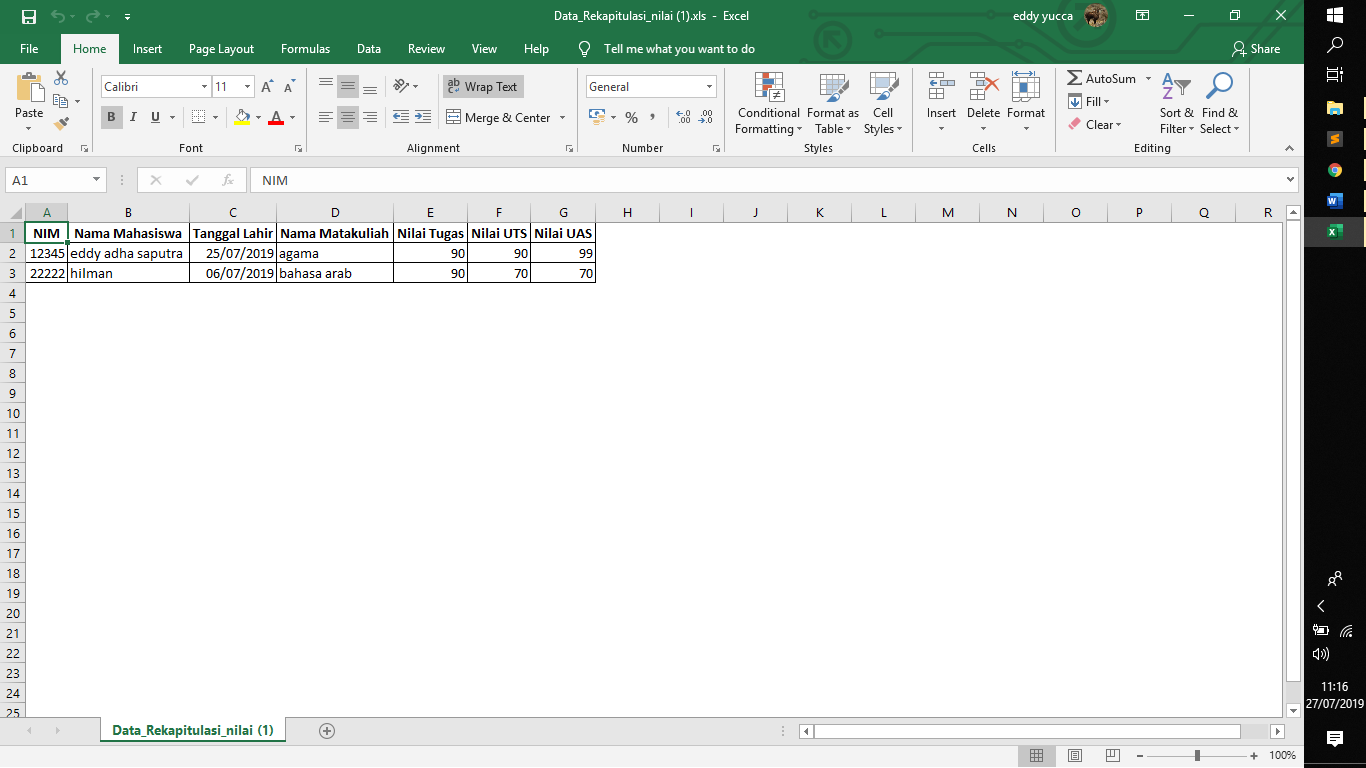 Data_Rekapitulasi_nilai (1).xls - Excel
eddy yucca
File Home Insert Page Layout Formulas Data Review View Help Tell me what you want to do Share
Paste
Calibri 11
B I U
A A
ab Wrap Text
Merge & Center
General
% , .00
Conditional Formatting
Format as Table
Cell Styles
Insert Delete Format
AutoSum
Fill
Clear
Sort & Filter
Find & Select
Clipboard Font Alignment Number Styles Cells Editing
A1 fx NIM
A B C D E F G H I J K L M N O P Q R
1 NIM Nama Mahasiswa Tanggal Lahir Nama Matakuliah Nilai Tugas Nilai UTS Nilai UAS
2 12345 eddy adha saputra 25/07/2019 agama 90 90 99
3 22222 hilman 06/07/2019 bahasa arab 90 70 70
4
5
6
7
8
9
10
11
12
13
14
15
16
17
18
19
20
21
22
23
24
25
Data_Rekapitulasi_nilai (1)
100%
11:16
27/07/2019